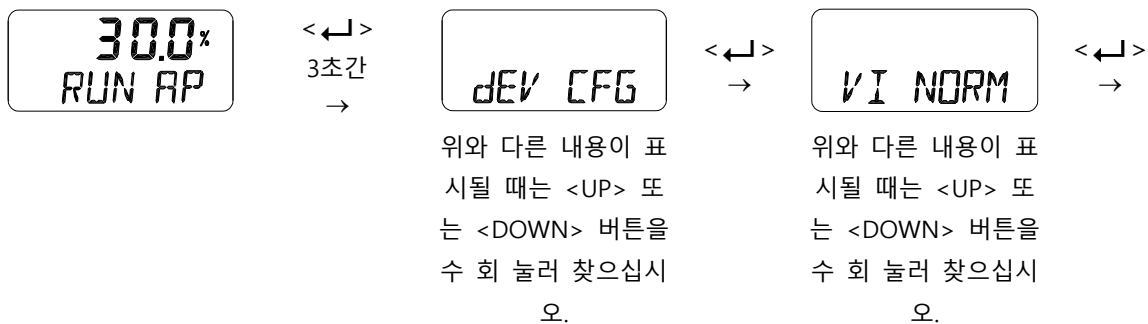 30.0%
RUN AP
<↵>
3초간
→
dEV CFG
위와 다른 내용이 표
시될 때는 <UP> 또
는 <DOWN> 버튼을
수 회 눌러 찾으십시
오.
<↵>
→
VI NORM
위와 다른 내용이 표
시될 때는 <UP> 또
는 <DOWN> 버튼을
수 회 눌러 찾으십시
오.
<↵>
→